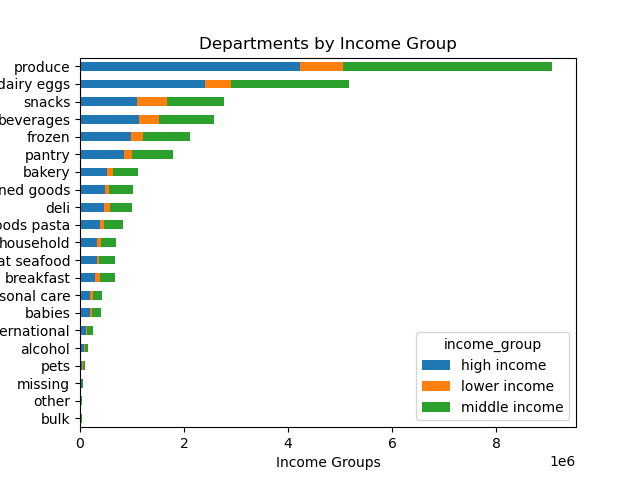 Departments by Income Group
produce
dairy eggs
snacks
beverages
frozen
pantry
bakery
ned goods
deli
ods pasta
household
at seafood
breakfast
sonal care
babies
ernational
alcohol
pets
missing
other
bulk
income_group
high income
lower income
middle income
0 2 4 6 8
1e6
Income Groups